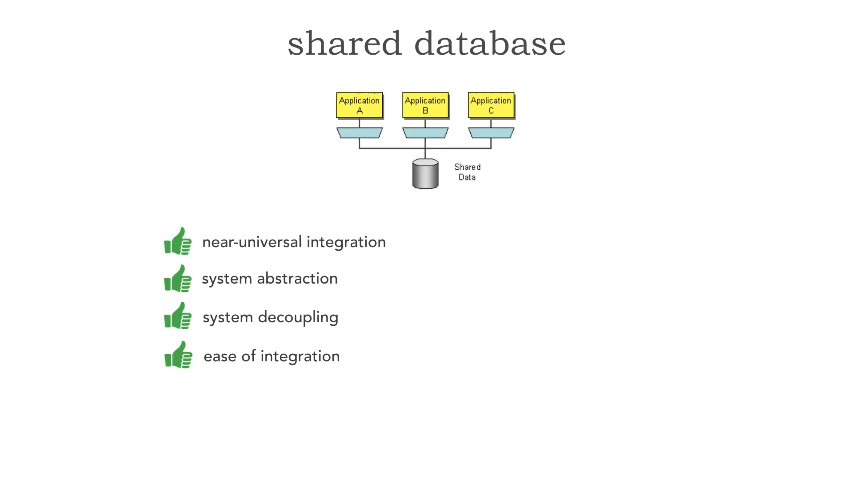 shared database
Application Application Application
A B C
Shared
Data
near-universal integration
system abstraction
system decoupling
ease of integration